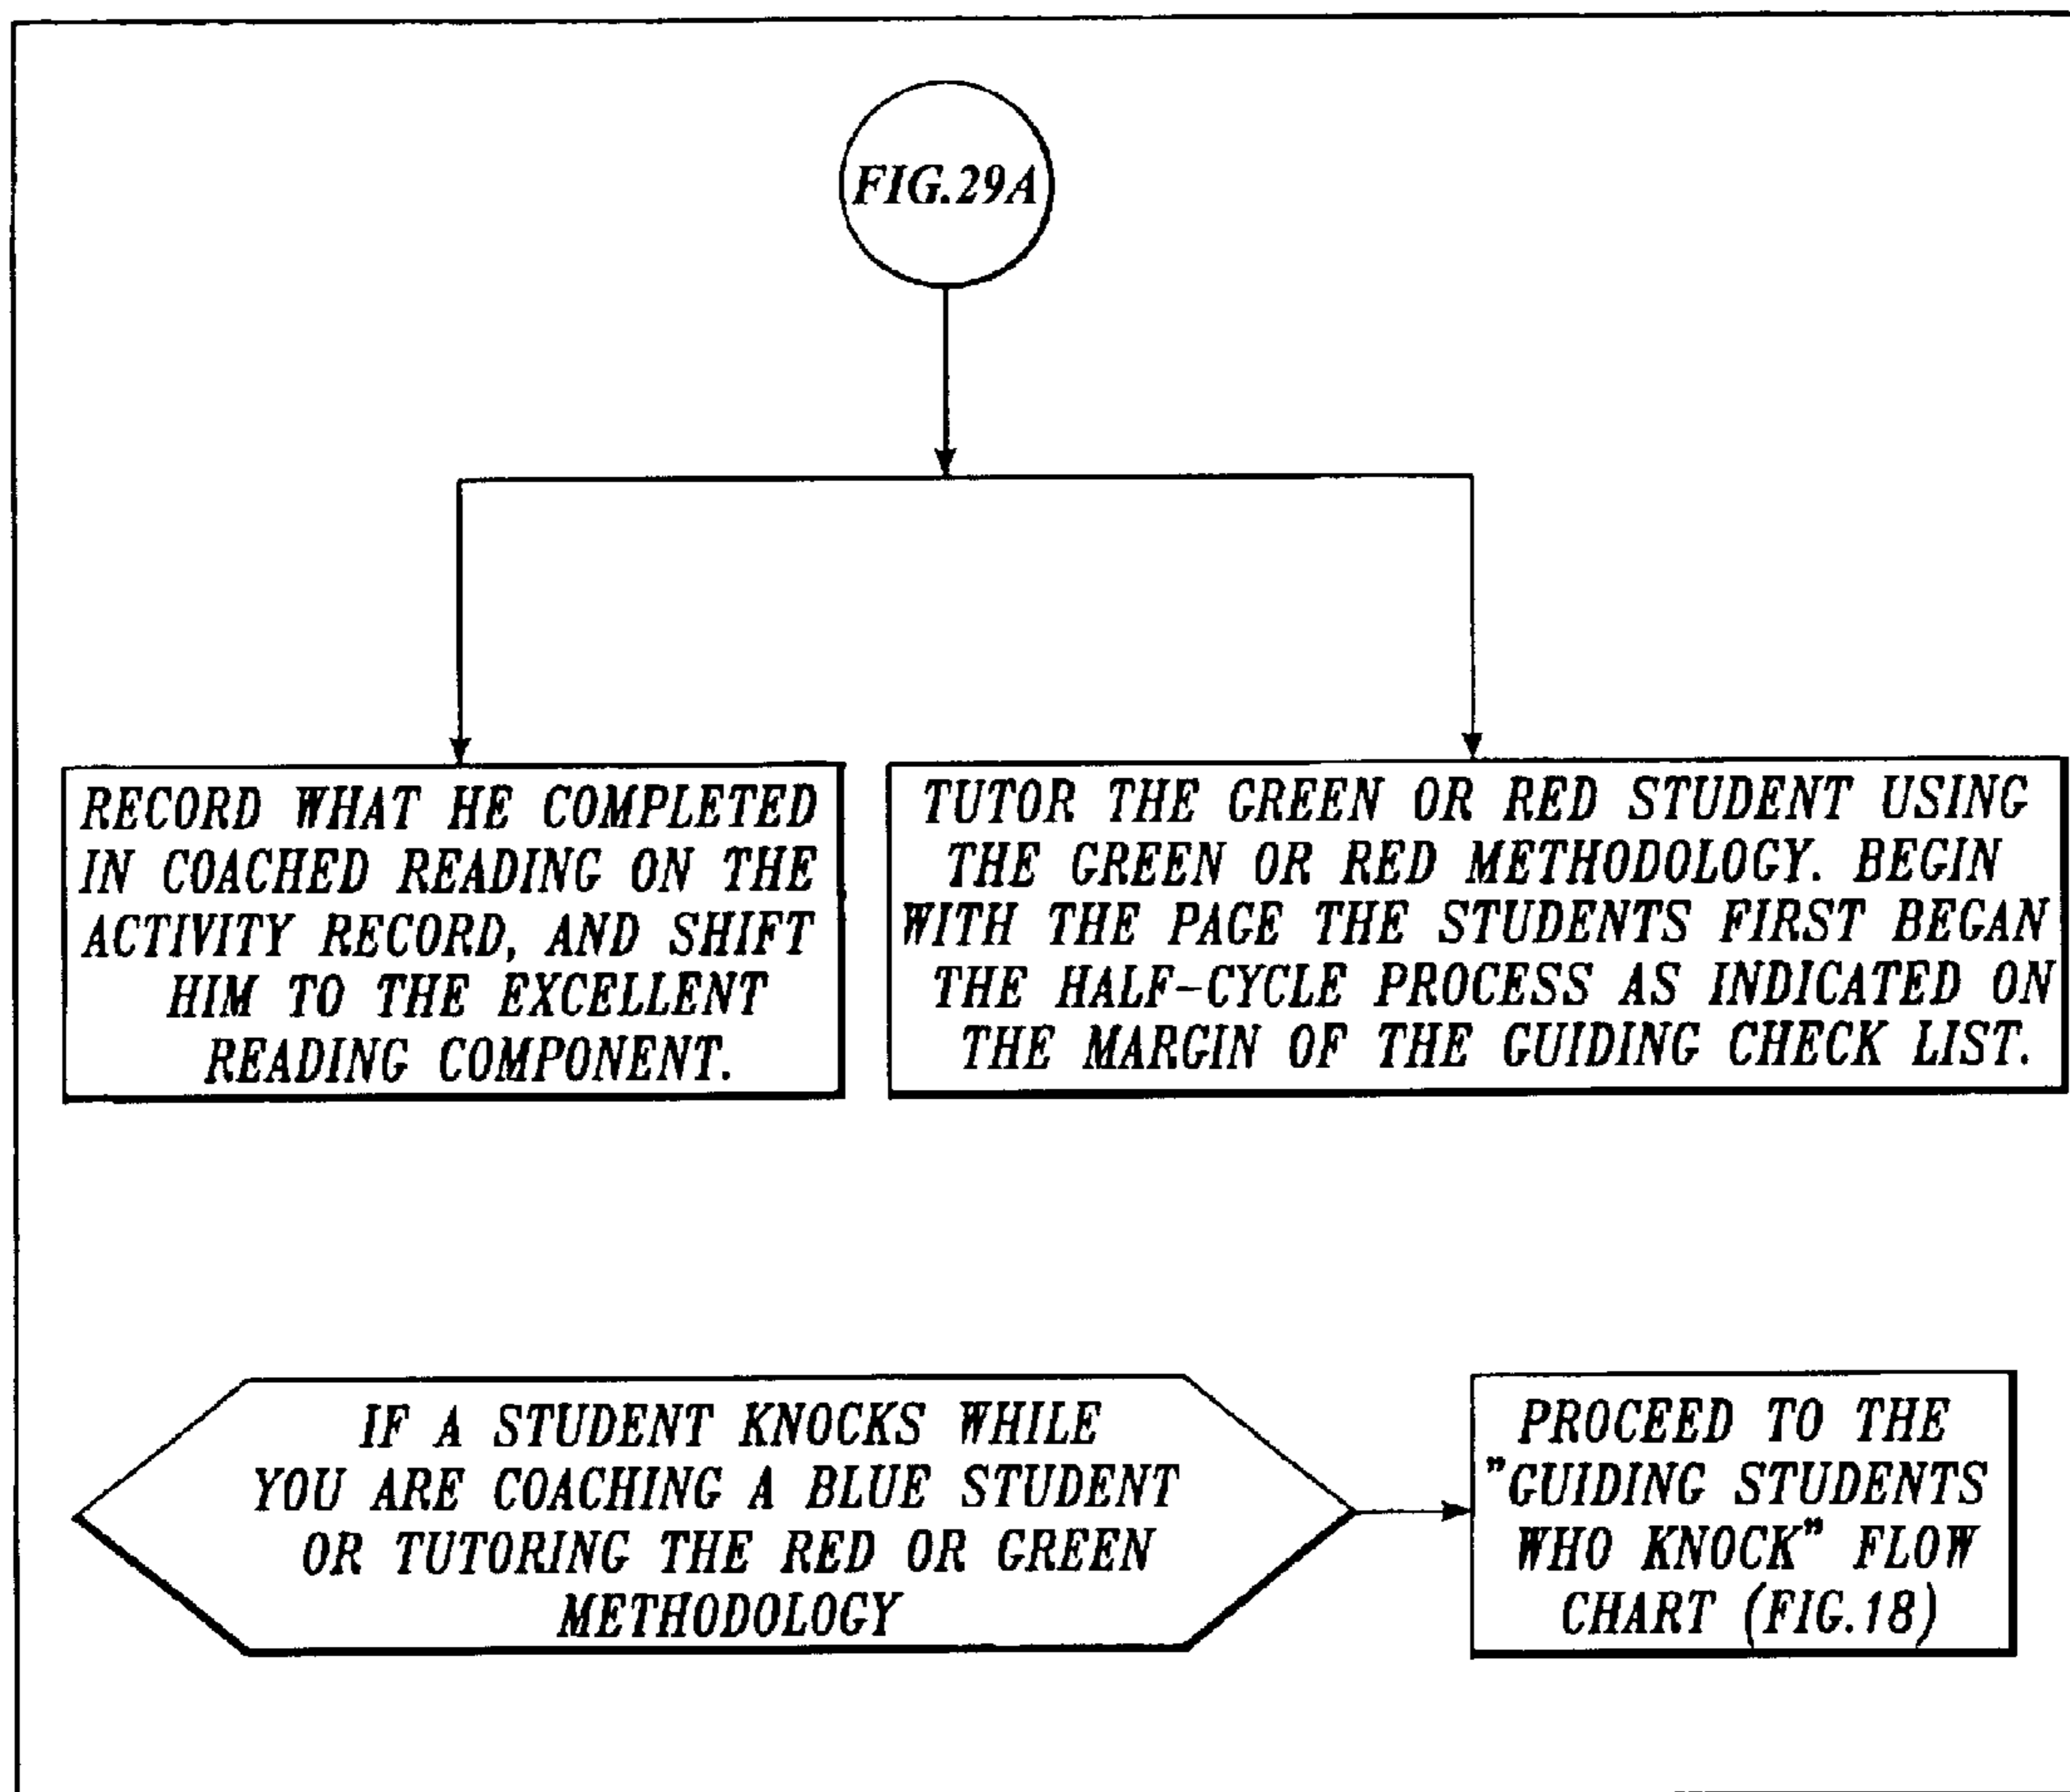 FIG.29A
RECORD WHAT HE COMPLETED
IN COACHED READING ON THE
ACTIVITY RECORD, AND SHIFT
HIM TO THE EXCELLENT
READING COMPONENT.
TUTOR THE GREEN OR RED STUDENT USING
THE GREEN OR RED METHODOLOGY. BEGIN
WITH THE PAGE THE STUDENTS FIRST BEGAN
THE HALF-CYCLE PROCESS AS INDICATED ON
THE MARGIN OF THE GUIDING CHECK LIST.
IF A STUDENT KNOCKS WHILE
YOU ARE COACHING A BLUE STUDENT
OR TUTORING THE RED OR GREEN
METHODOLOGY
PROCEED TO THE
"GUIDING STUDENTS
WHO KNOCK" FLOW
CHART (FIG.18)